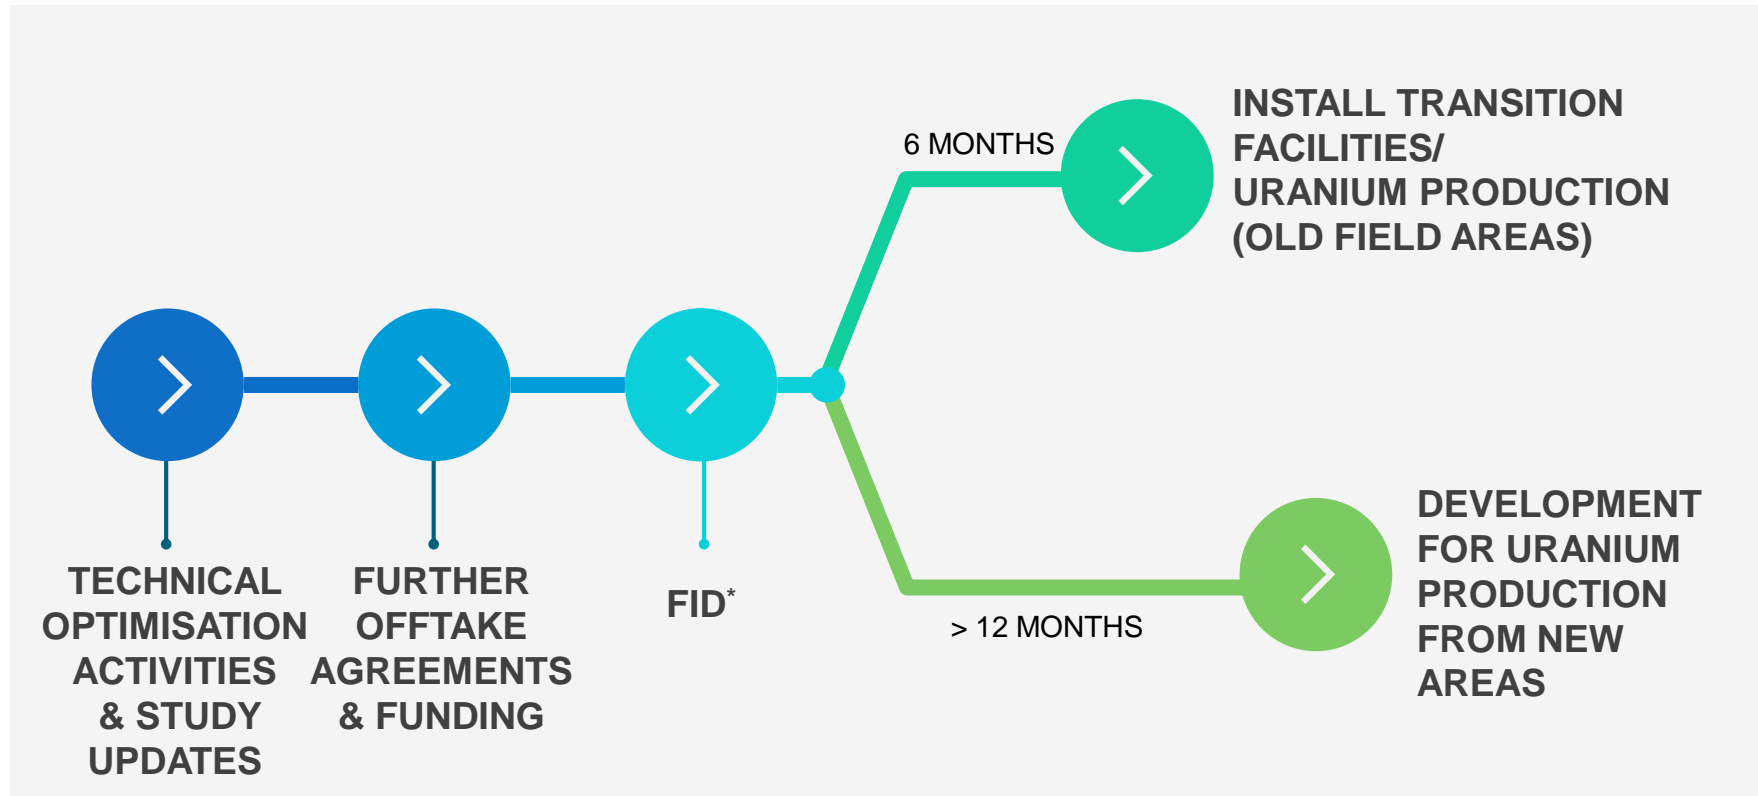 6 MONTHS
INSTALL TRANSITION
FACILITIES/
URANIUM PRODUCTION
(OLD FIELD AREAS)
TECHNICAL
OPTIMISATION
ACTIVITIES
& STUDY
UPDATES
FURTHER
OFFTAKE
AGREEMENTS
& FUNDING
FID*
> 12 MONTHS
DEVELOPMENT
FOR URANIUM
PRODUCTION
FROM NEW
AREAS